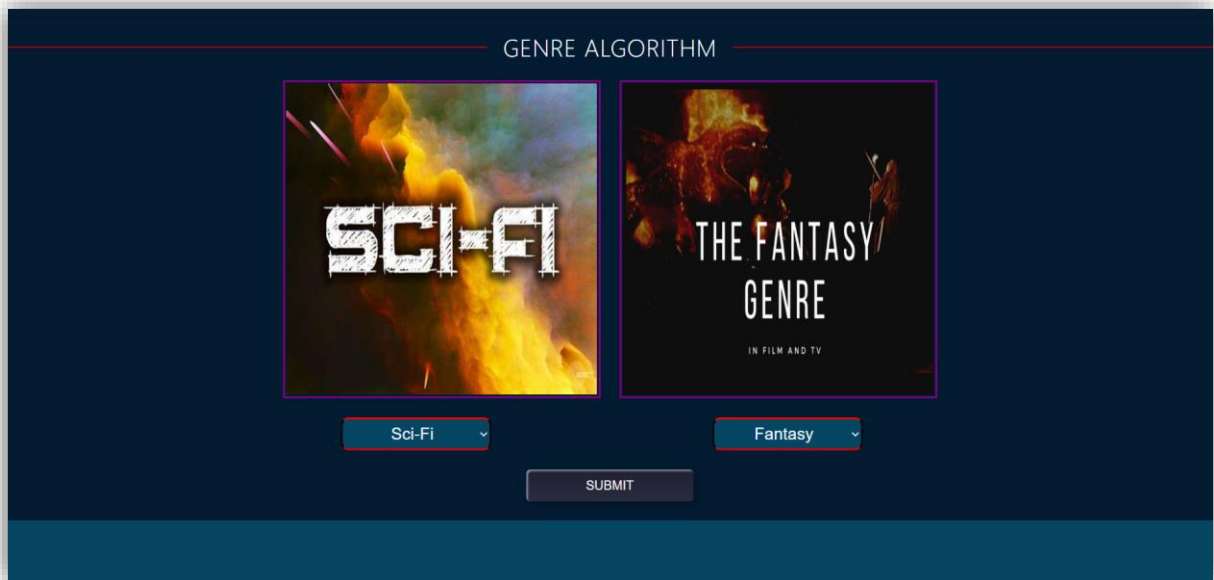 GENRE ALGORITHM
SCI-FI
THE FANTASY
GENRE
IN FILM AND TV
Sci-Fi
Fantasy
SUBMIT